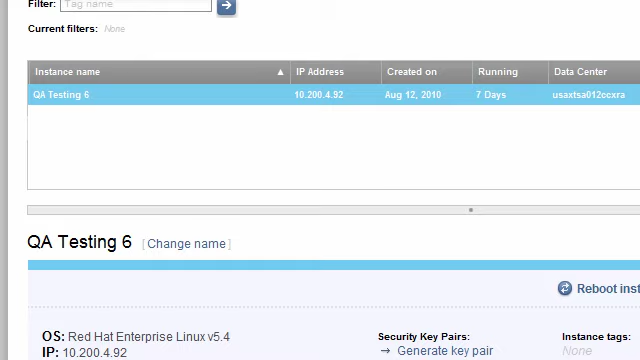 Filter: Tag name
Current filters: None
Instance name IP Address Created on Running Data Center
QA Testing 6 10.200.4.92 Aug 12, 2010 7 Days usaxtsa012ccxra
QA Testing 6 [ Change name ]
Reboot inst
OS: Red Hat Enterprise Linux v5.4 Security Key Pairs: Instance tags:
IP: 10.200.4.92 → Generate key pair None